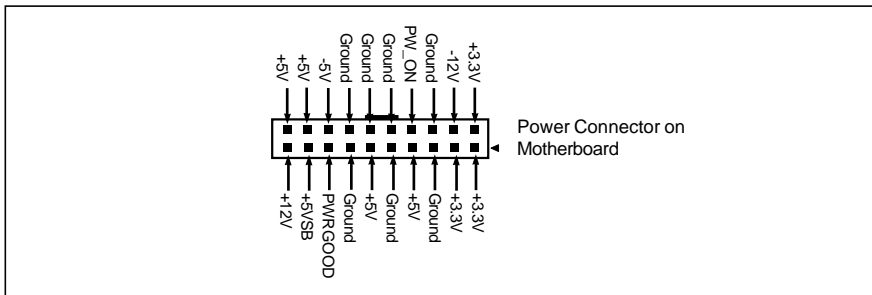 +5V
+5V
-5V
Ground
Ground
Ground
PW_ON
Ground
-12V
+3.3V
Power Connector on
Motherboard
+12V
+5VSB
PWRGOOD
Ground
+5V
Ground
+5V
Ground
+3.3V
+3.3V